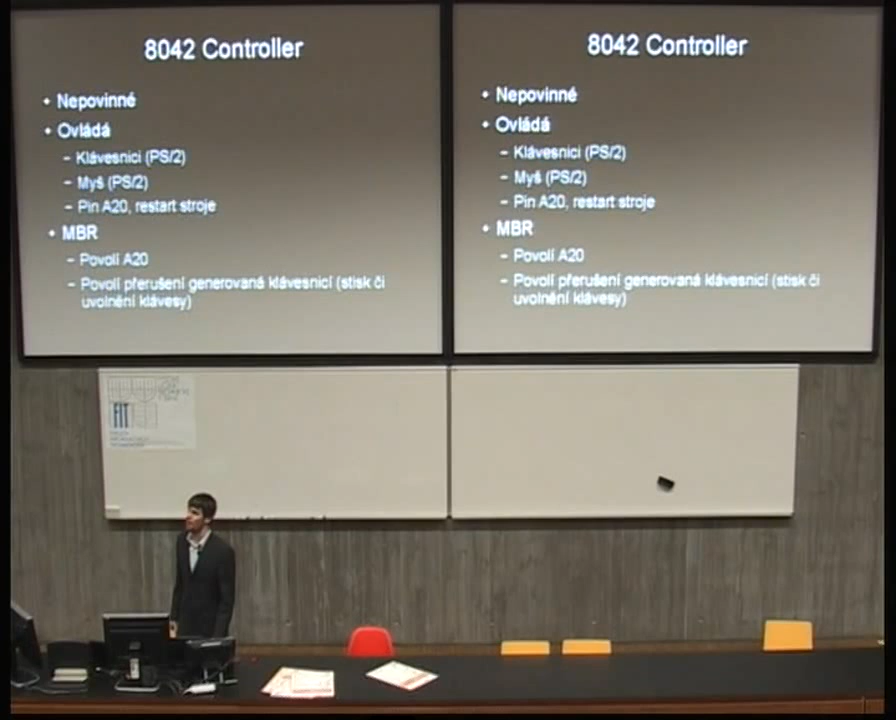 8042 Controller
• Nepovinné
• Ovládá
– Klávesnici (PS/2)
– Myš (PS/2)
– Pin A20, restart stroje
• MBR
– Povolí A20
– Povolí přerušení generovaná klávesnicí (stisk či
uvolnění klávesy)
8042 Controller
• Nepovinné
• Ovládá
– Klávesnici (PS/2)
– Myš (PS/2)
– Pin A20, restart stroje
• MBR
– Povolí A20
– Povolí přerušení generovaná klávesnicí (stisk či
uvolnění klávesy)
FIT